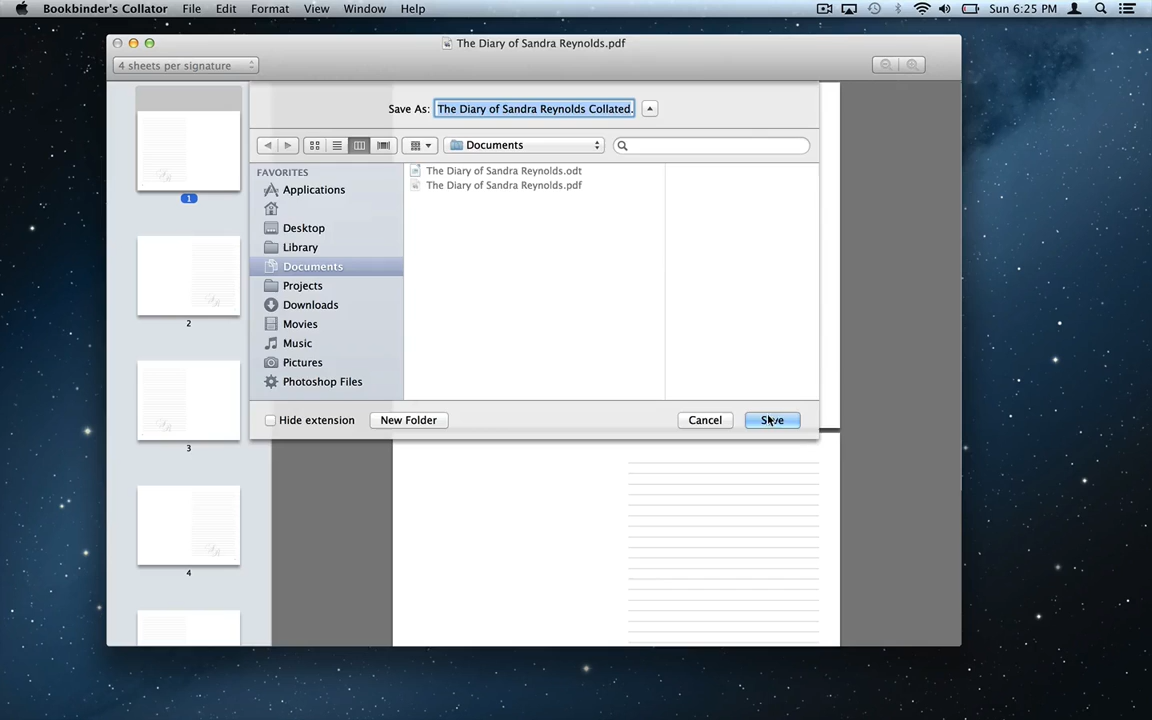 Bookbinder's Collator File Edit Format View Window Help Sun 6:25 PM
The Diary of Sandra Reynolds.pdf
4 sheets per signature
Save As: The Diary of Sandra Reynolds Collated.
Documents
FAVORITES
Applications
Desktop
Library
Documents
Projects
Downloads
Movies
Music
Pictures
Photoshop Files
The Diary of Sandra Reynolds.odt
The Diary of Sandra Reynolds.pdf
Hide extension New Folder Cancel Save
1
2
3
4